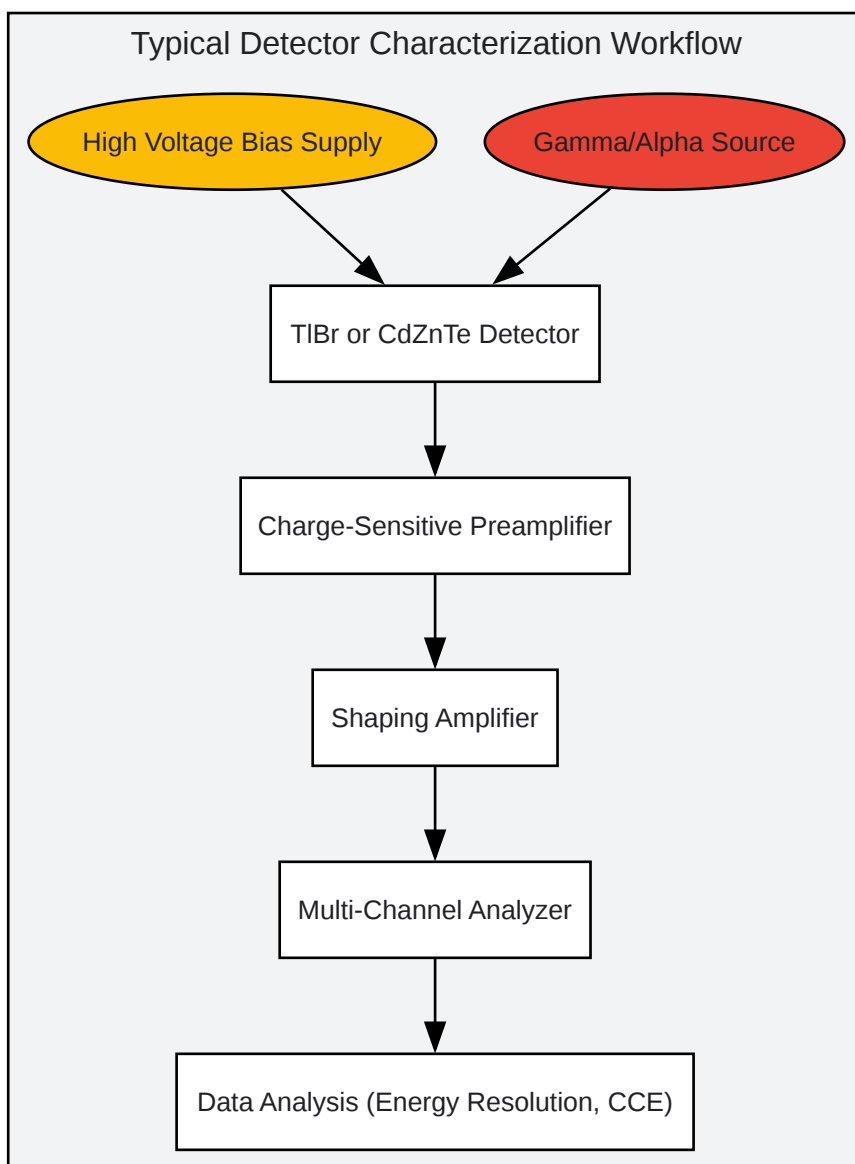 Typical Detector Characterization Workflow
High Voltage Bias Supply
Gamma/Alpha Source
TlBr or CdZnTe Detector
Charge-Sensitive Preamplifier
Shaping Amplifier
Multi-Channel Analyzer
Data Analysis (Energy Resolution, CCE)